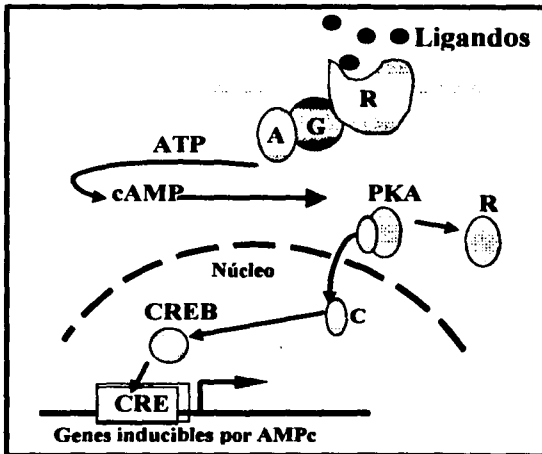 Ligandos
R
A
G
ATP
cAMP
PKA
R
Núcleo
C
CREB
CRE
Genes inducibles por AMPc